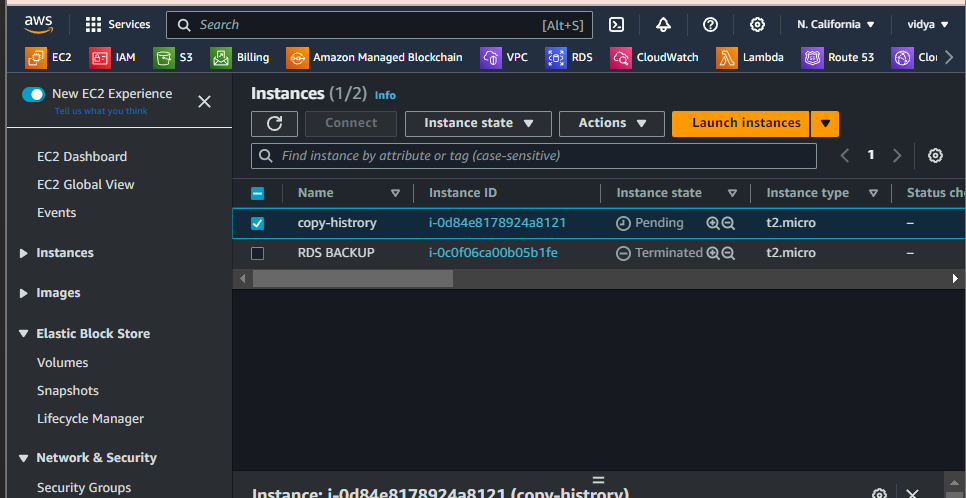 aws Services Search [Alt+S] N. California vidya
EC2 IAM S3 Billing Amazon Managed Blockchain VPC RDS CloudWatch Lambda Route 53 Clo
New EC2 Experience
Tell us what you think
EC2 Dashboard
EC2 Global View
Events
Instances
Images
Elastic Block Store
Volumes
Snapshots
Lifecycle Manager
Network & Security
Security Groups
Instances (1/2) Info
Connect Instance state Actions Launch instances
Find instance by attribute or tag (case-sensitive) 1
Name Instance ID Instance state Instance type Status che
copy-histrory i-0d84e8178924a8121 Pending t2.micro –
RDS BACKUP i-0c0f06ca00b05b1fe Terminated t2.micro –
Instance: i-0d84e8178924a8121 (copy-histrory)